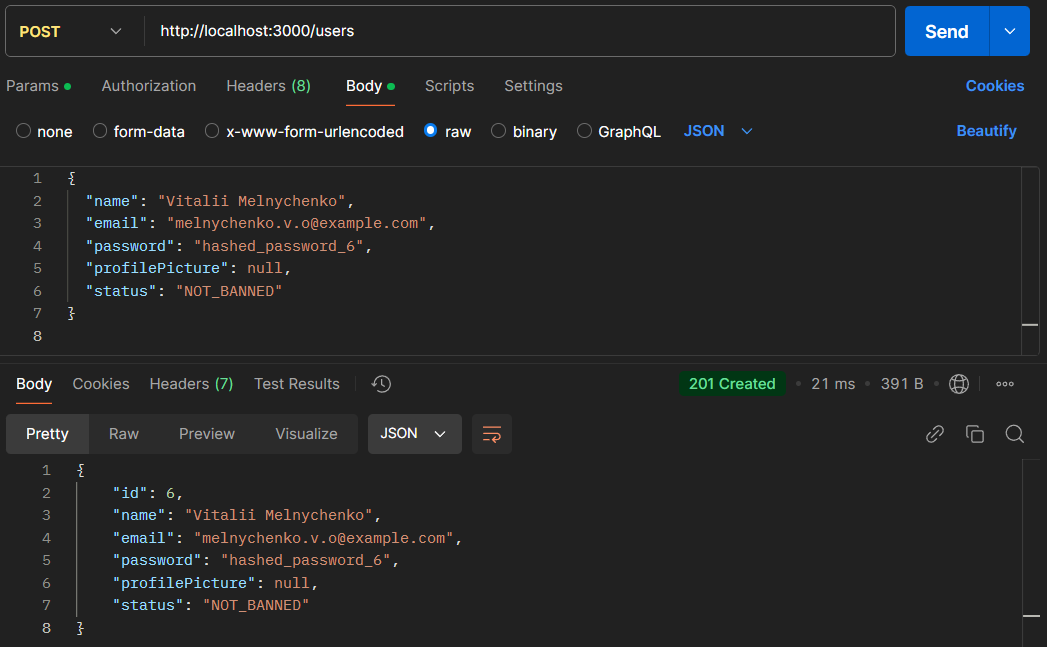 POST http://localhost:3000/users Send
Params Authorization Headers (8) Body Scripts Settings Cookies
none form-data x-www-form-urlencoded raw binary GraphQL JSON Beautify
1 {
2 "name": "Vitalii Melnychenko",
3 "email": "melnychenko.v.o@example.com",
4 "password": "hashed_password_6",
5 "profilePicture": null,
6 "status": "NOT_BANNED"
7 }
8
Body Cookies Headers (7) Test Results 201 Created 21 ms 391 B
Pretty Raw Preview Visualize JSON
1 {
2 "id": 6,
3 "name": "Vitalii Melnychenko",
4 "email": "melnychenko.v.o@example.com",
5 "password": "hashed_password_6",
6 "profilePicture": null,
7 "status": "NOT_BANNED"
8 }